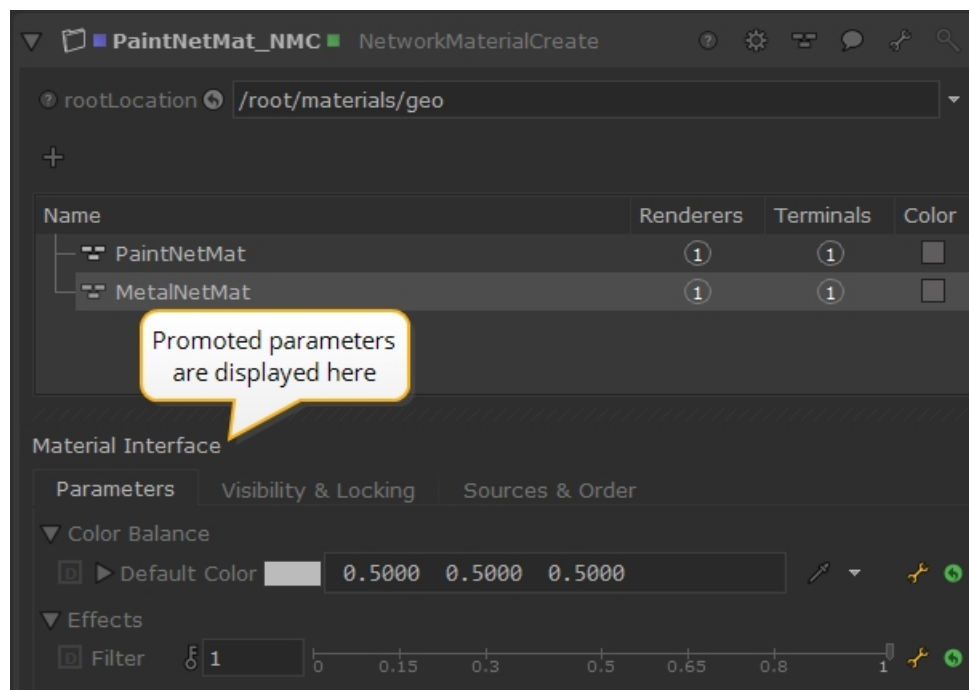 PaintNetMat_NMC NetworkMaterialCreate
rootLocation /root/materials/geo
Name Renderers Terminals Color
PaintNetMat 1 1
MetalNetMat 1 1
Promoted parameters
are displayed here
Material Interface
Parameters Visibility & Locking Sources & Order
Color Balance
D Default Color 0.5000 0.5000 0.5000
Effects
D Filter 1 0 0.15 0.3 0.5 0.65 0.8 1